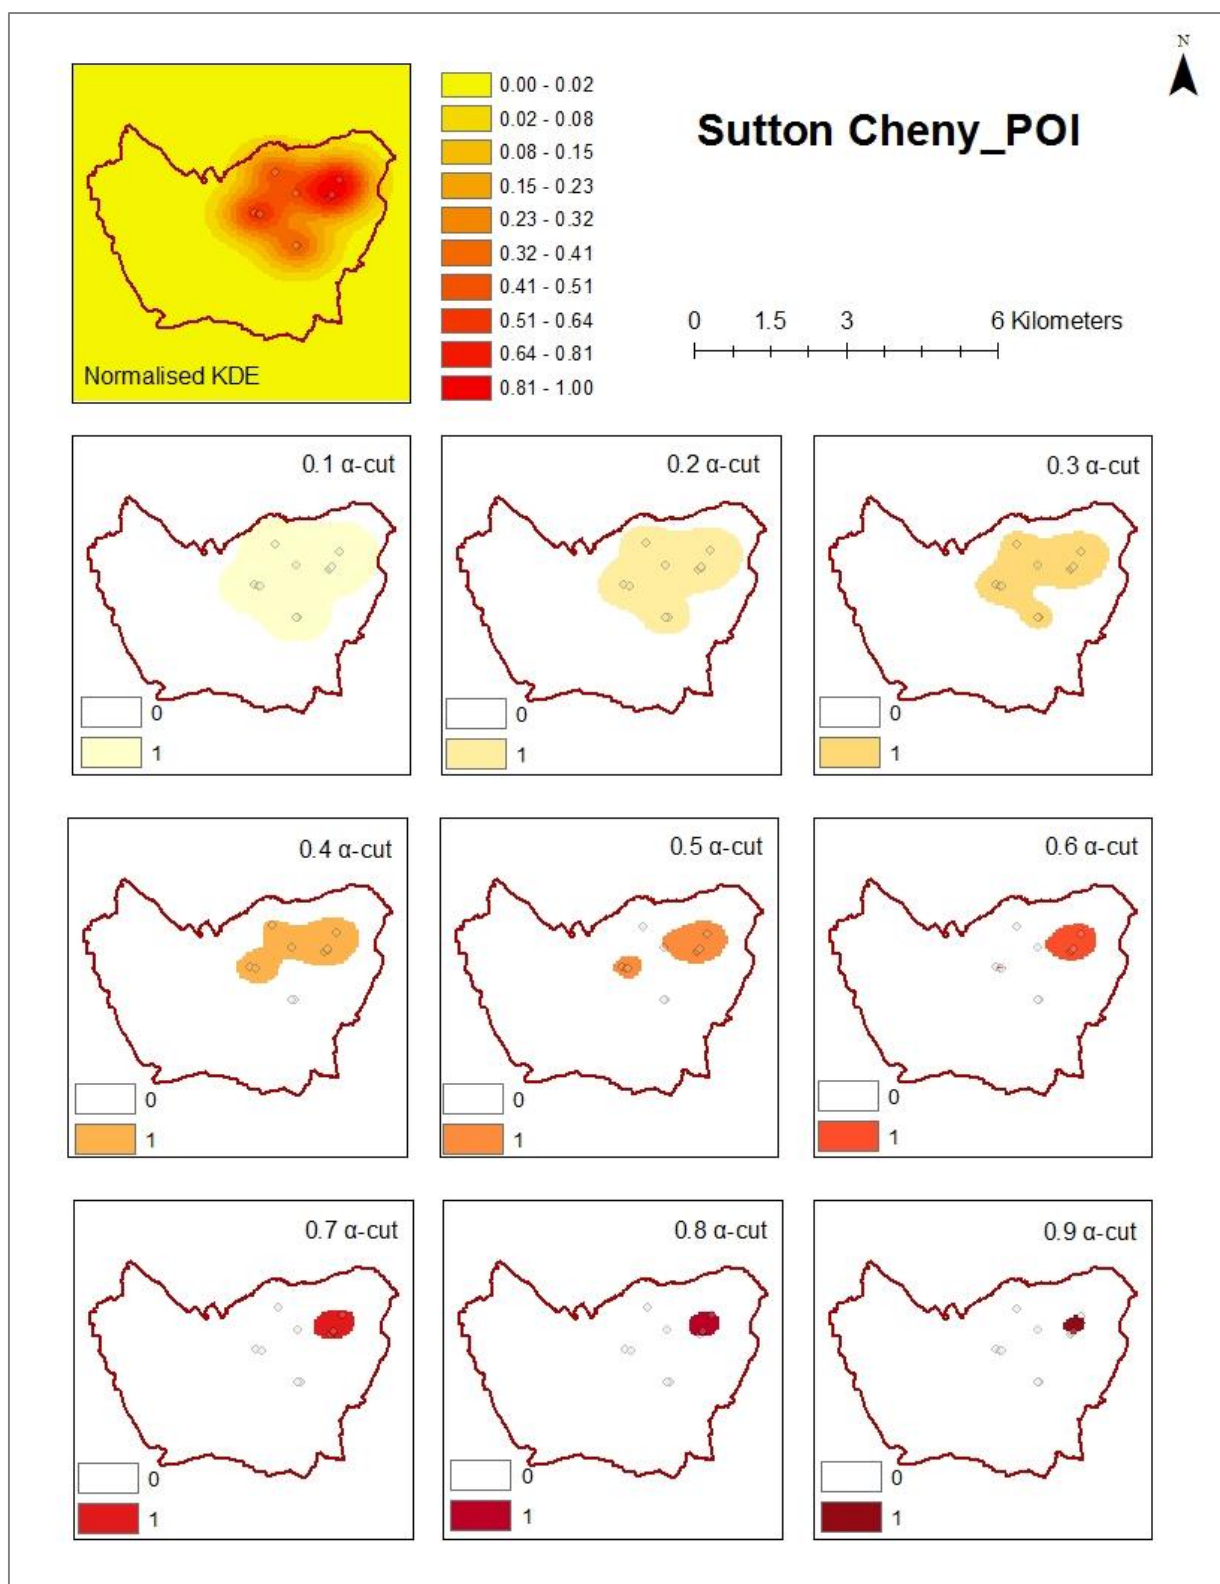 N
Sutton Cheny_POI
0.00 - 0.02
0.02 - 0.08
0.08 - 0.15
0.15 - 0.23
0.23 - 0.32
0.32 - 0.41
0.41 - 0.51
0.51 - 0.64
0.64 - 0.81
0.81 - 1.00
0 1.5 3 6 Kilometers
Normalised KDE
0.1 α-cut
0
1
0.2 α-cut
0
1
0.3 α-cut
0
1
0.4 α-cut
0
1
0.5 α-cut
0
1
0.6 α-cut
0
1
0.7 α-cut
0
1
0.8 α-cut
0
1
0.9 α-cut
0
1